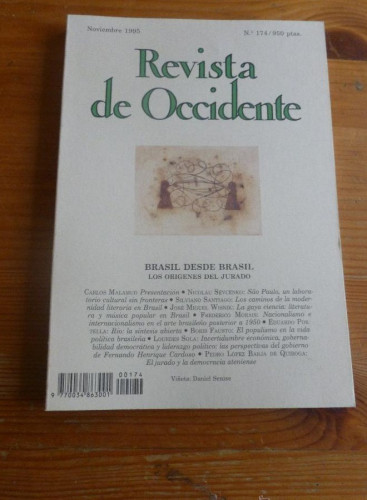 Noviembre 1995
N.º 174/800 ptas.
Revista
de Occidente
BRASIL DESDE BRASIL
LOS ORIGENES DEL JURADO
CARLOS MALAMUD Presentación • NICOLAU SEVCENKO: São Paulo, un labora-
torio cultural sin fronteras • SILVIANO SANTIAGO: Los caminos de la moder-
nidad literaria en Brasil • JOSÉ MIGUEL WISNIK: La gaya ciencia: literatu-
ra y música popular en Brasil • FREDERICO MORAIS: Nacionalismo e
internacionalismo en el arte brasileño posterior a 1950 • EDUARDO POR-
TELLA: Río: la síntesis abierta • BORIS FAUSTO: El populismo en la vida
política brasileña • LOURDES SOLA: Incertidumbre económica, goberna-
bilidad democrática y liderazgo político: las perspectivas del gobierno
de Fernando Henrique Cardoso • PEDRO LÓPEZ BARJA DE QUIROGA:
El jurado y la democracia ateniense
Viñeta: Daniel Senise
00174
9 770034 863001